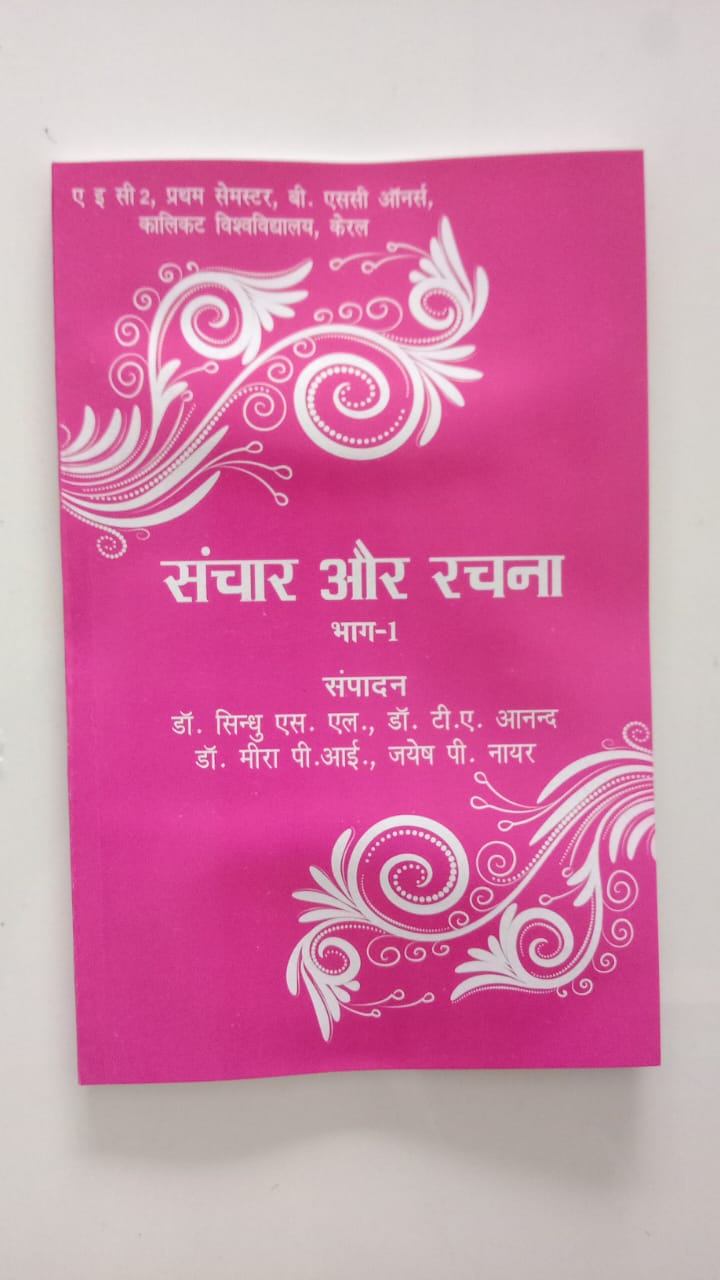 ए इ सी 2, प्रथम सेमस्टर, बी. एससी ऑनर्स,
कालिकट विश्वविद्यालय, केरल
संचार और रचना
भाग-1
संपादन
डॉ. सिन्धु एस. एल., डॉ. टी.ए. आनन्द
डॉ. मीरा पी.आई., जयेष पी. नायर